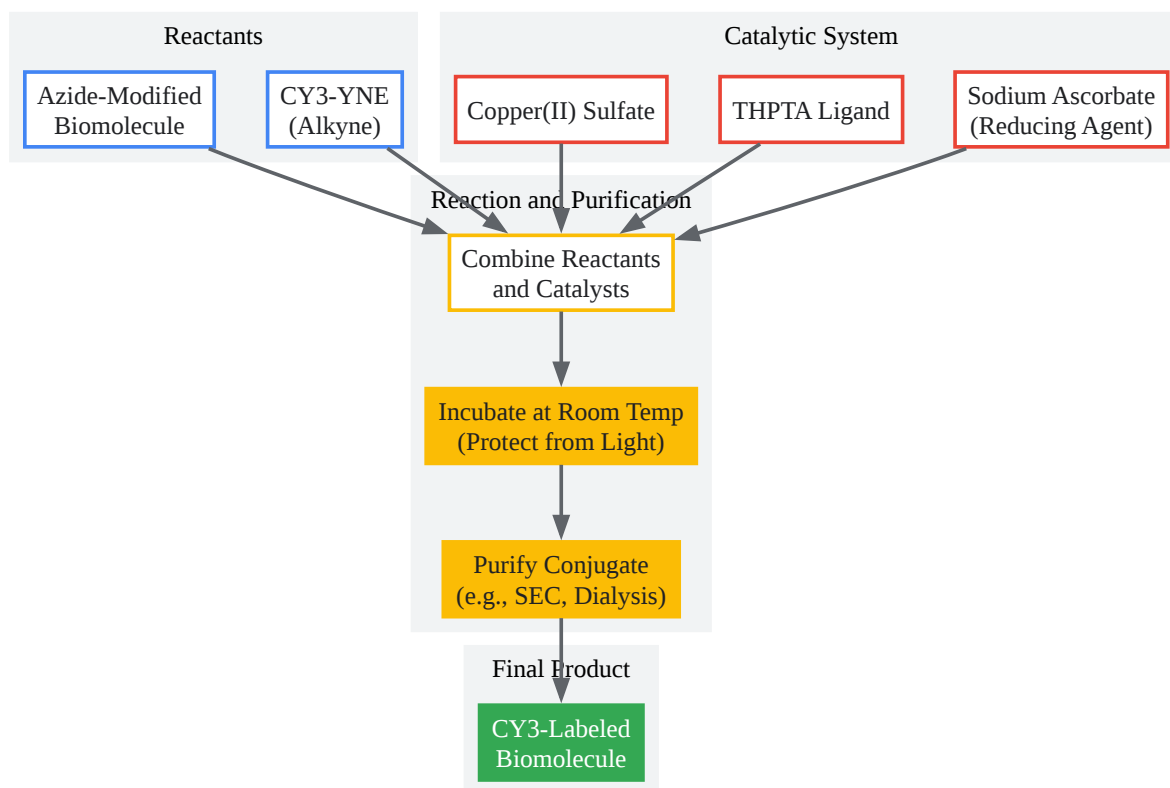 Reactants
Catalytic System
Azide-Modified
Biomolecule
CY3-YNE
(Alkyne)
Copper(II) Sulfate
THPTA Ligand
Sodium Ascorbate
(Reducing Agent)
Reaction and Purification
Combine Reactants
and Catalysts
Incubate at Room Temp
(Protect from Light)
Purify Conjugate
(e.g., SEC, Dialysis)
Final Product
CY3-Labeled
Biomolecule